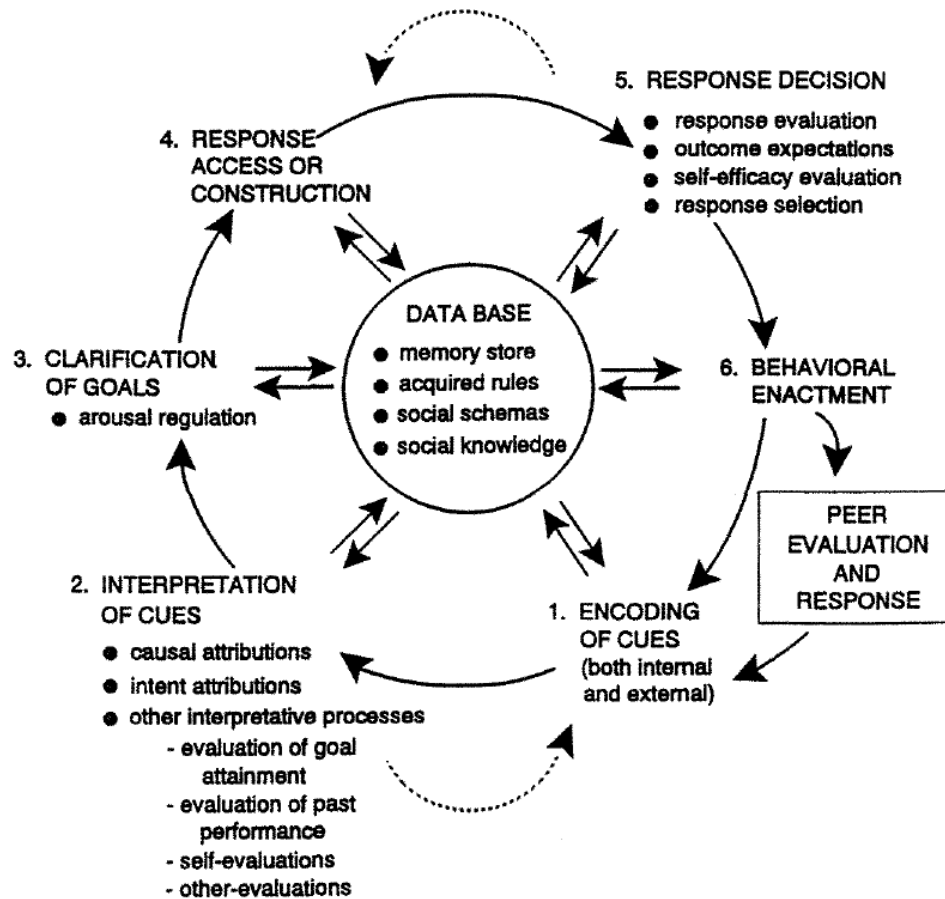 5. RESPONSE DECISION
● response evaluation
● outcome expectations
● self-efficacy evaluation
● response selection
4. RESPONSE
ACCESS OR
CONSTRUCTION
DATA BASE
● memory store
● acquired rules
● social schemas
● social knowledge
3. CLARIFICATION
OF GOALS
● arousal regulation
6. BEHAVIORAL
ENACTMENT
PEER
EVALUATION
AND
RESPONSE
2. INTERPRETATION
OF CUES
● causal attributions
● intent attributions
● other interpretative processes
- evaluation of goal
attainment
- evaluation of past
performance
- self-evaluations
- other-evaluations
1. ENCODING
OF CUES
(both internal
and external)